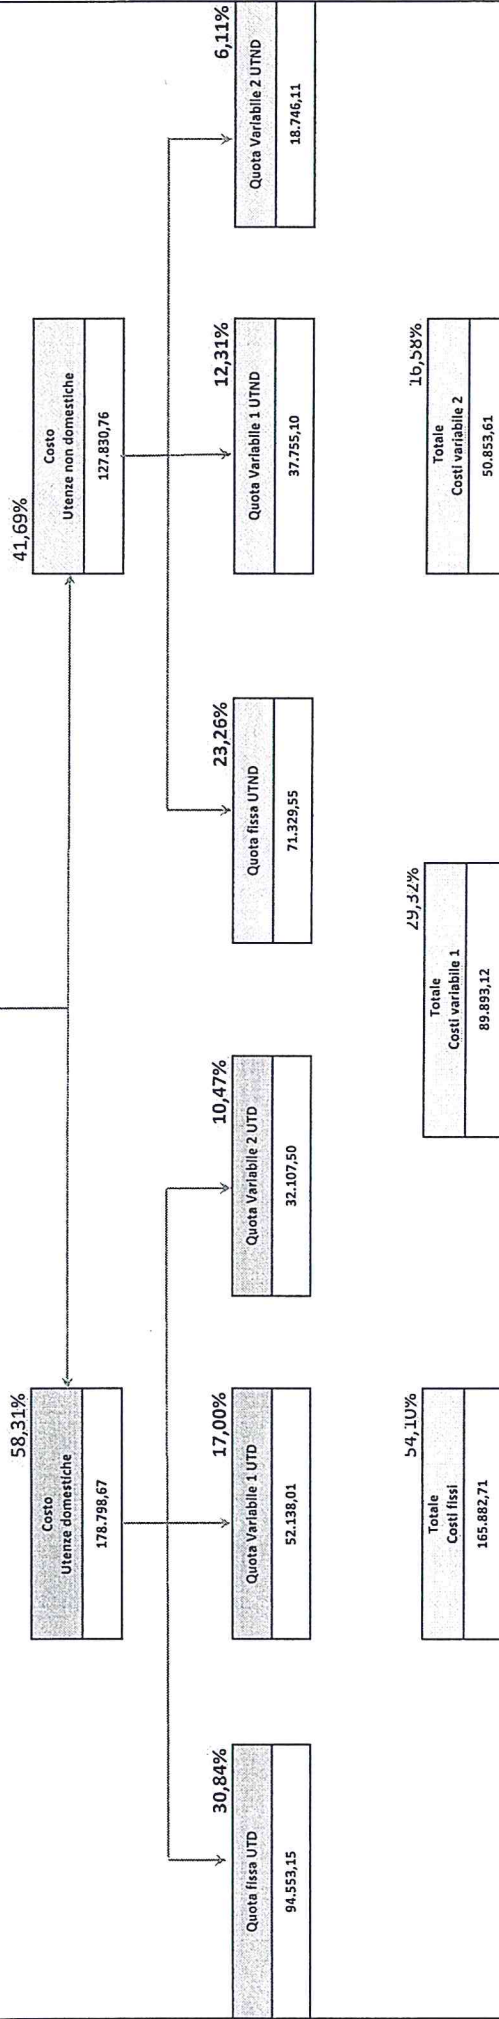 58,31%
Costo
Utenze domestiche
178.798,67
41,69%
Costo
Utenze non domestiche
127.830,76
30,84%
Quota fissa UTD
94.553,15
17,00%
Quota Variabile 1 UTD
52.138,01
10,47%
Quota Variabile 2 UTD
32.107,50
23,26%
Quota fissa UTND
71.329,55
12,31%
Quota Variabile 1 UTND
37.755,10
6,11%
Quota Variabile 2 UTND
18.746,11
54,10%
Totale
Costi fissi
165.882,71
29,32%
Totale
Costi variabile 1
89.893,12
16,58%
Totale
Costi variabile 2
50.853,61